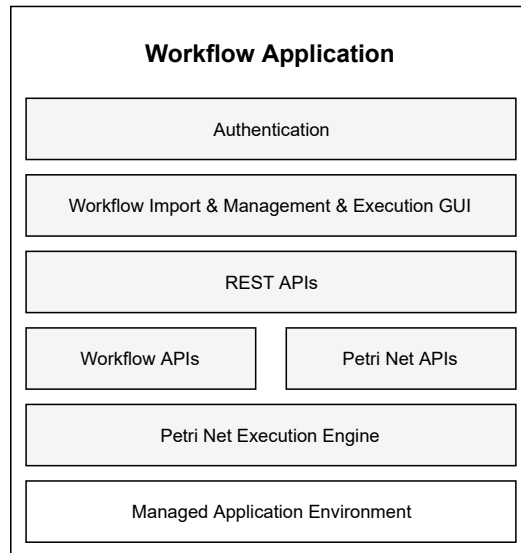 Workflow Application
Authentication
Workflow Import & Management & Execution GUI
REST APIs
Workflow APIs
Petri Net APIs
Petri Net Execution Engine
Managed Application Environment